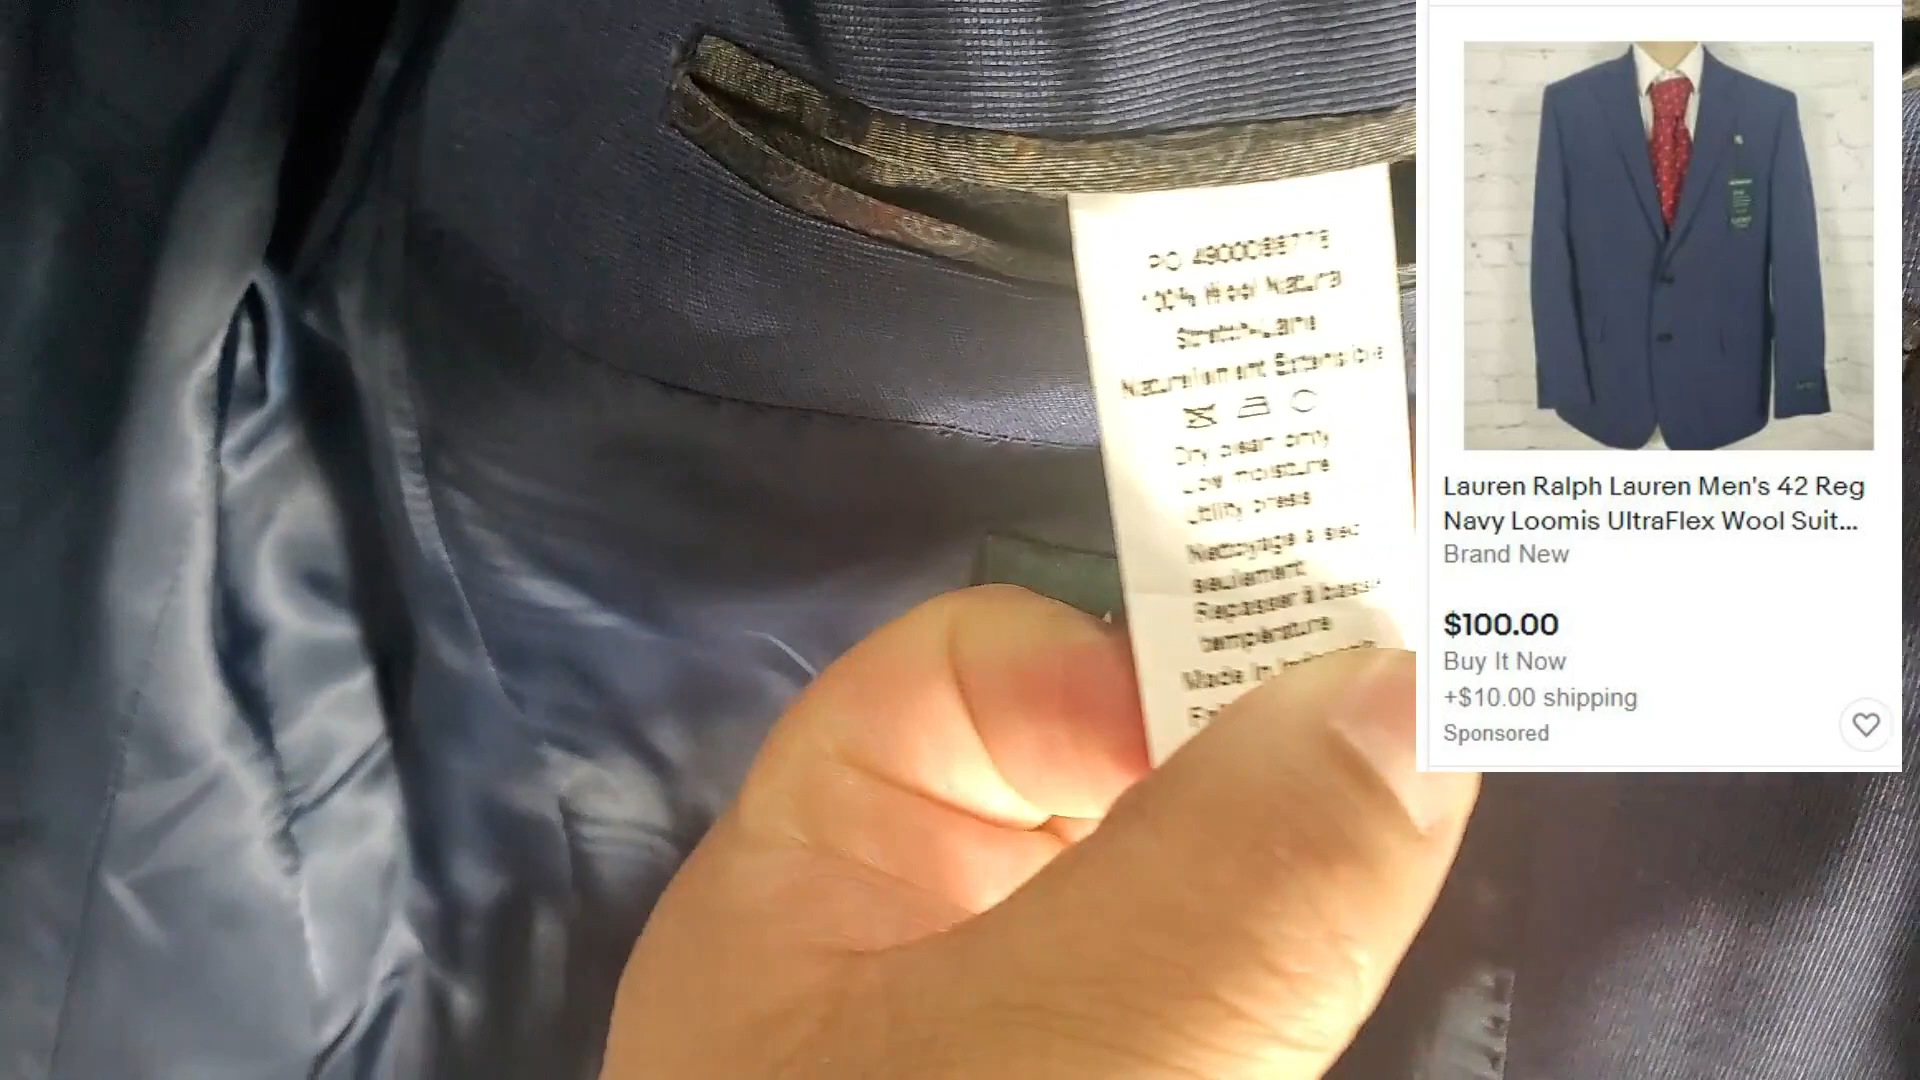 100% Wool Natural
Stretch-Laine
Naturellement Extensible
Dry clean only
Low moisture
Utility press
Nettoyage à sec
seulement
Repasser à basse
température
Made in
Lauren Ralph Lauren Men's 42 Reg
Navy Loomis UltraFlex Wool Suit...
Brand New
$100.00
Buy It Now
+$10.00 shipping
Sponsored